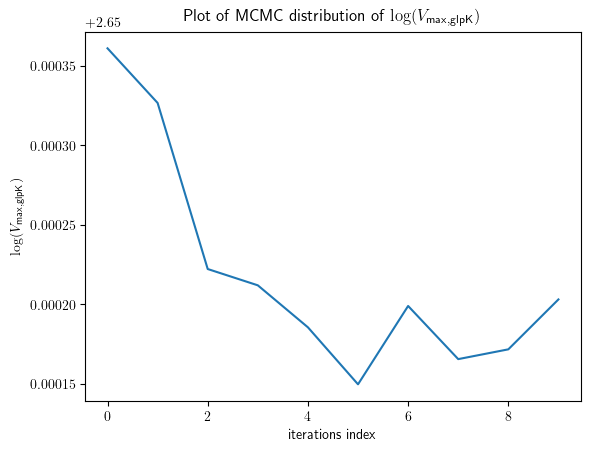 Plot of MCMC distribution of log(V_max,glpK)
+2.65
0.00035
0.00030
0.00025
0.00020
0.00015
log(V_max,glpK)
0 2 4 6 8
iterations index